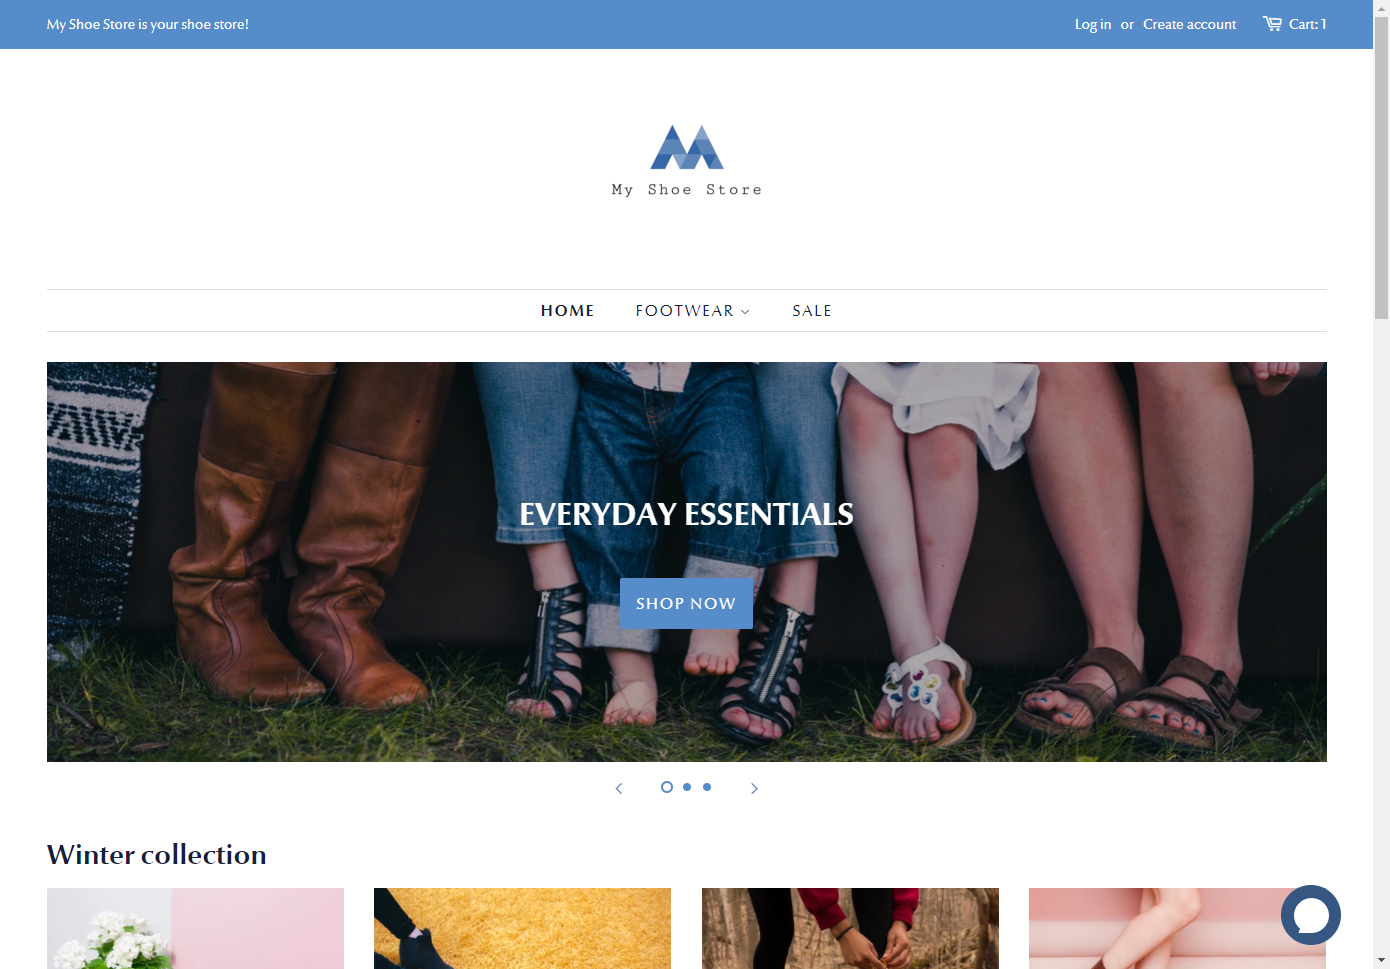 My Shoe Store is your shoe store!
Log in or Create account Cart: 1
My Shoe Store
HOME FOOTWEAR SALE
EVERYDAY ESSENTIALS
SHOP NOW
Winter collection